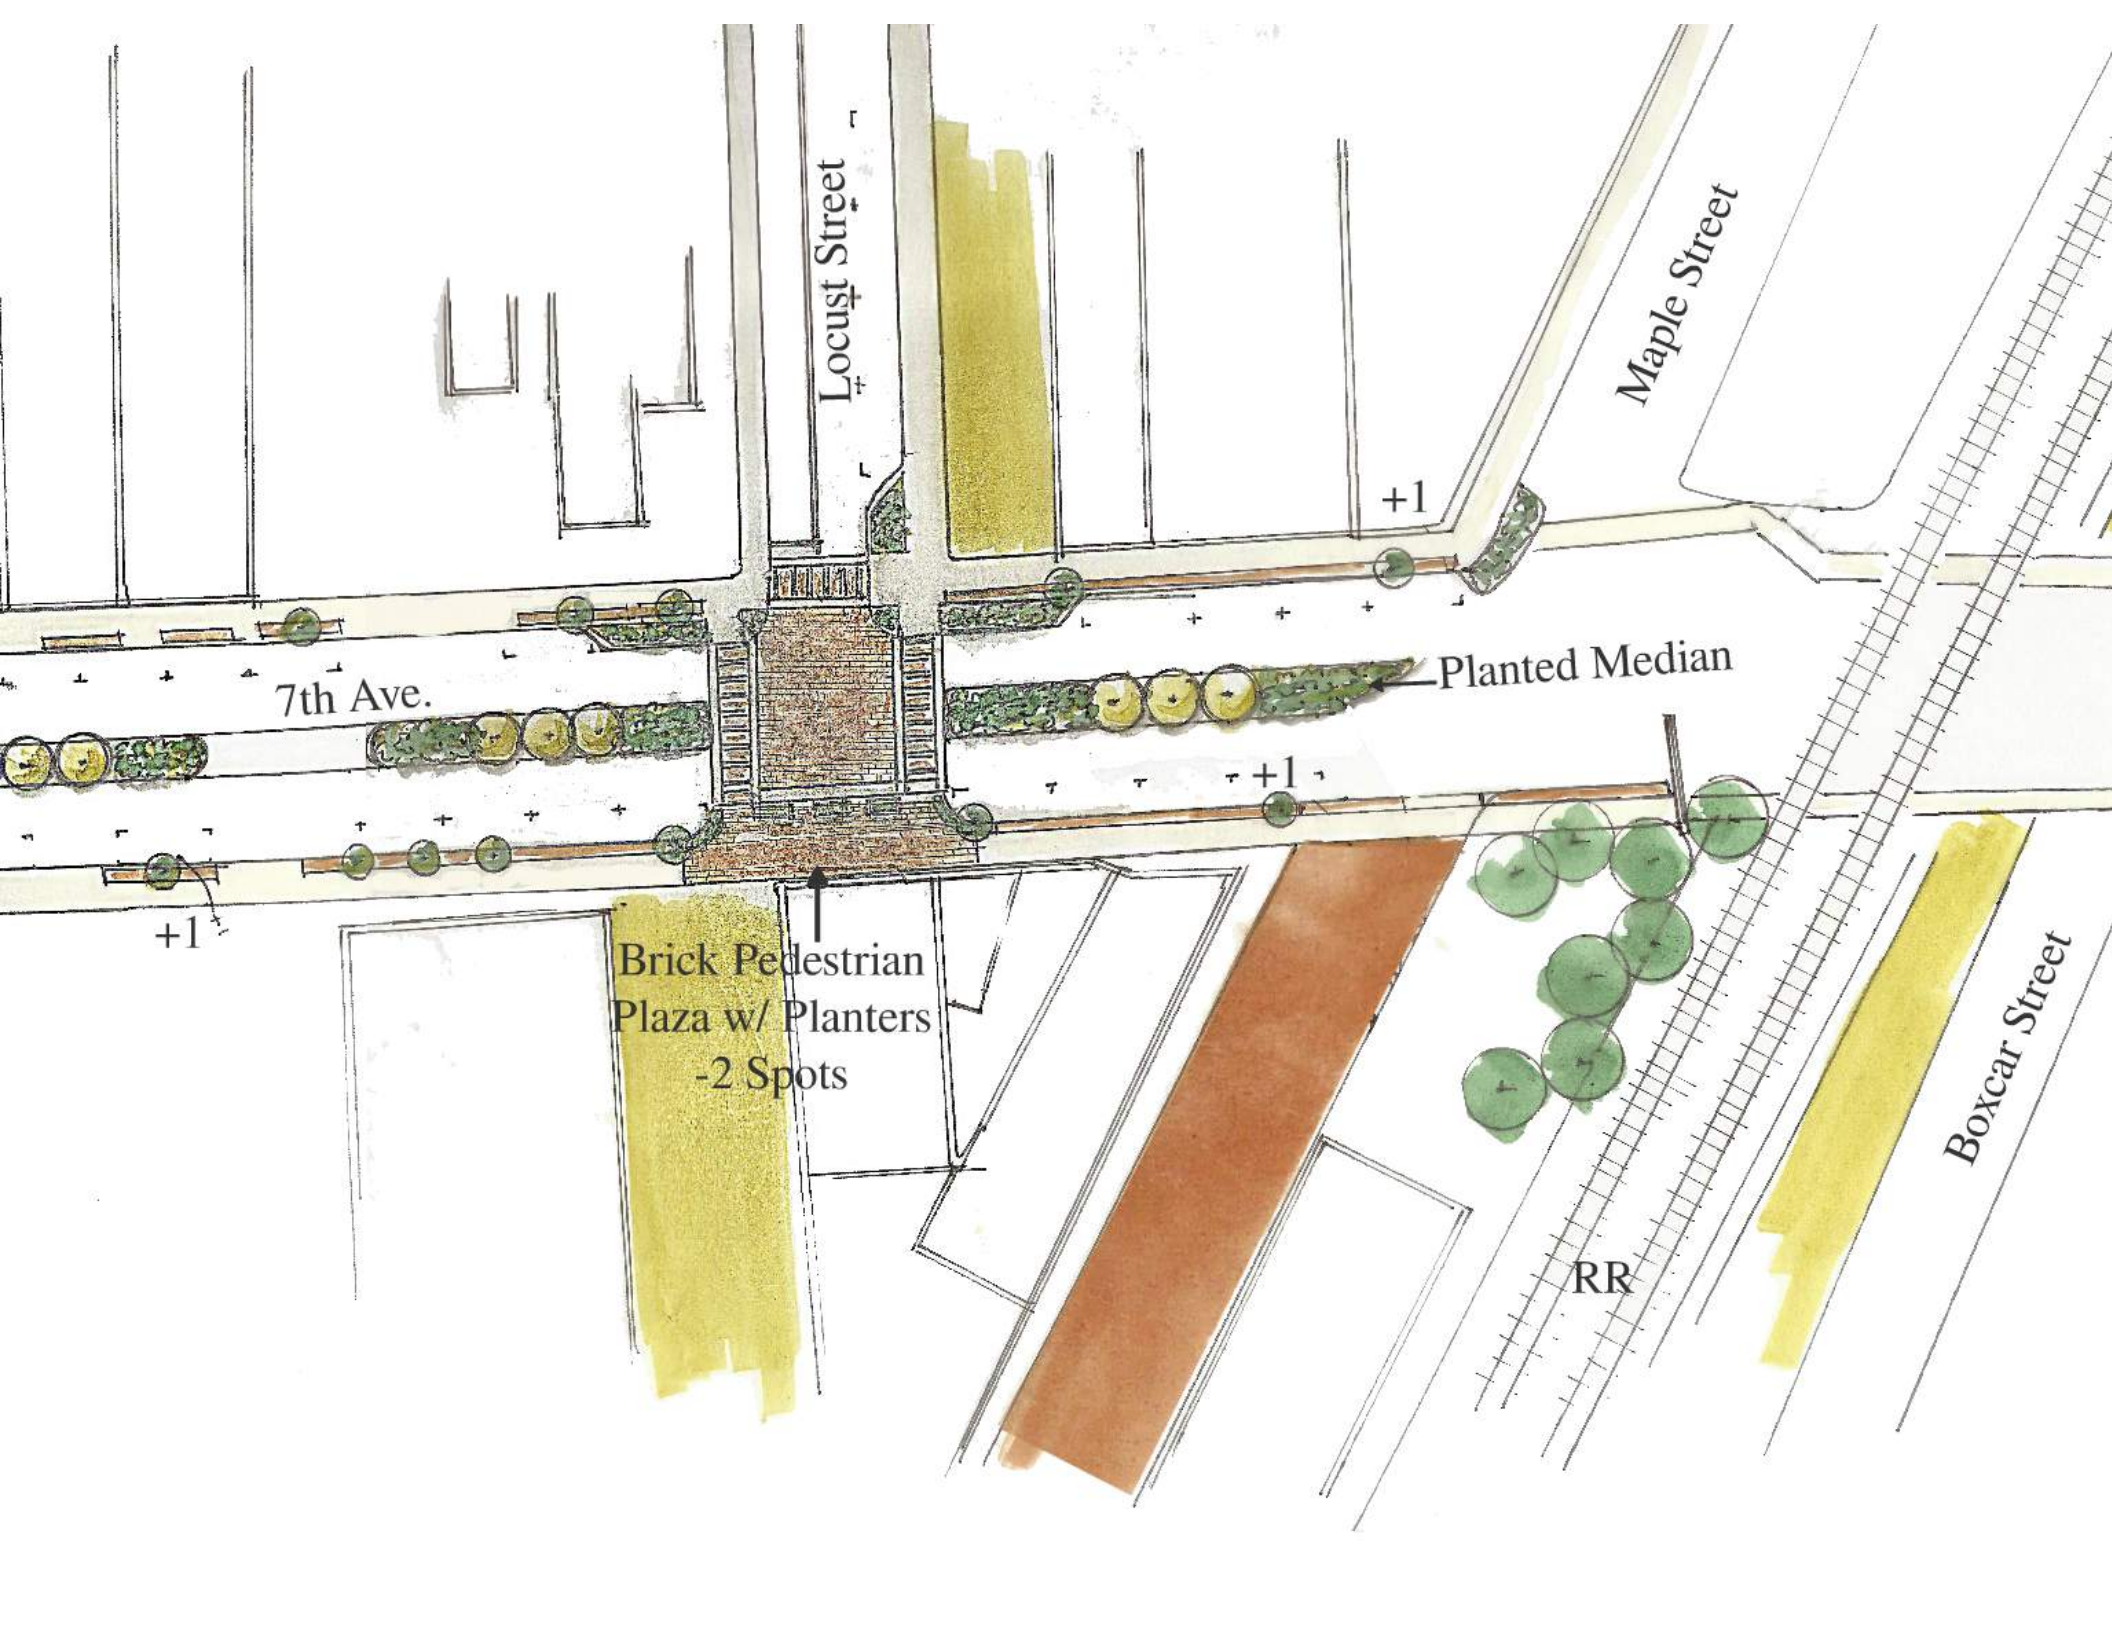 Locust Street
Maple Street
+1
Planted Median
7th Ave.
+1
+1
Brick Pedestrian
Plaza w/ Planters
-2 Spots
Boxcar Street
RR